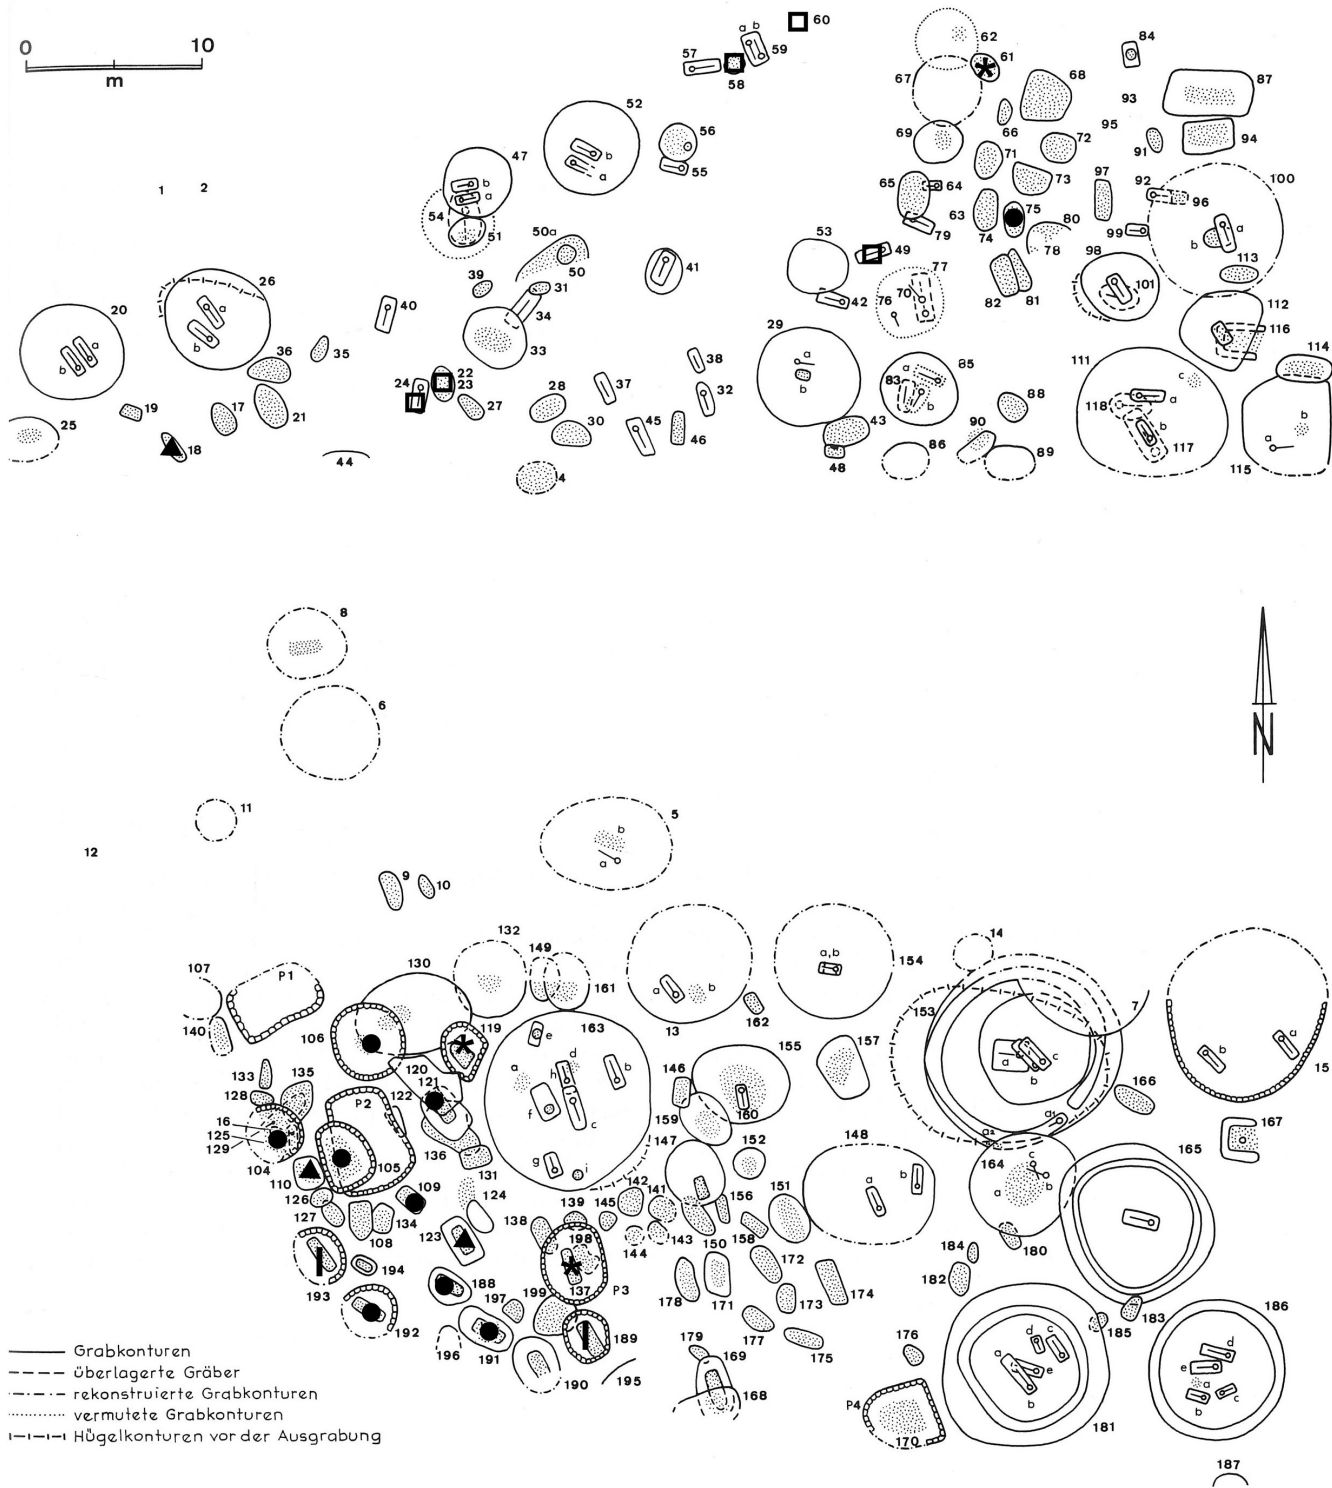 0 10
m
60
a b
57 59
58
62
61
67
84
68
87
93
66
95
69
72
91
94
71
52
b
a
56
55
47
b
a
54
51
1 2
65 64
73
97
92
96
100
63
75
79
74
80
78
99
a
b
50a
50
53
49
98
113
39
41
77
82 81
101
26
a
b
31
42
76
70
112
40
34
116
20
a
b
29
33
36
35
38
a
b
85
a
83
b
111
c
114
24
22
23
37
32
88
a
118
b
19
17
21
27
28
43
b
a
25
18
30
45
46
90
117
44
48
86
89
115
4
8
6
N
11
5
b
a
12
9
10
132
149
14
107
P1
130
a,b
154
161
a
b
7
140
106
119
163
13
162
153
e
a
c
b
a
b
15
120
a
d
h
b
155
157
133
135
121
146
166
128
P2
122
f
c
160
a1
167
16
125
129
159
a2
104
136
147
152
148
164
c
165
105
131
g
i
a
b
a
b
110
109
124
142
141
156
151
126
139
145
127
134
123
138
198
144
143
158
180
108
150
172
184
194
188
182
193
137
P3
178
171
173
174
197
199
183
186
192
189
177
185
d
c
d
191
179
175
176
a
e
e
196
169
a
190
195
b
b
c
168
P4
170
181
187
Grabkonturen
überlagerte Gräber
rekonstruierte Grabkonturen
vermutete Grabkonturen
Hügelkonturen vor der Ausgrabung